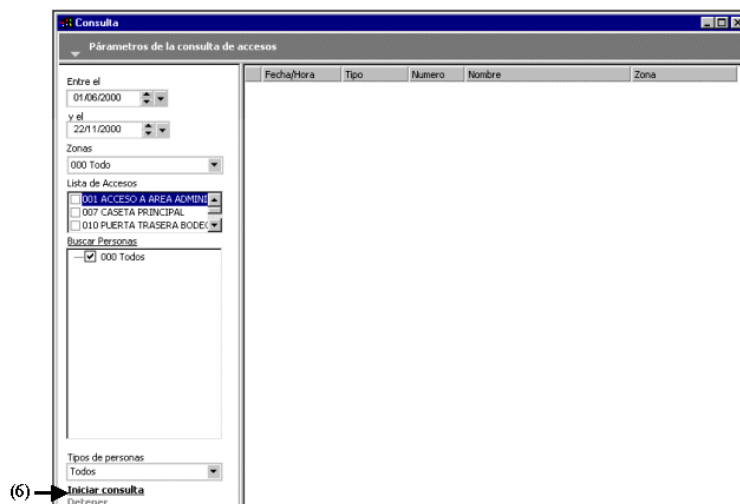 Consulta
Párametros de la consulta de accesos
Fecha/Hora Tipo Numero Nombre Zona
Entre el
01/06/2000
y el
22/11/2000
Zonas
000 Todo
Lista de Accesos
001 ACCESO A AREA ADMINI
007 CASETA PRINCIPAL
010 PUERTA TRASERA BODEG
Buscar Personas
000 Todos
Tipos de personas
Todos
(6) Iniciar consulta
Detener